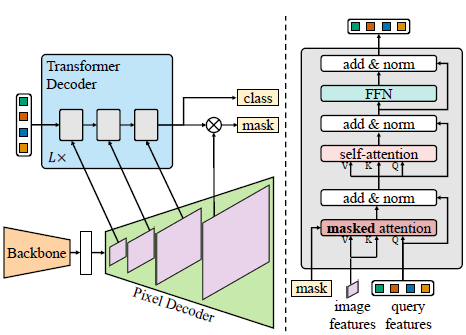 Transformer
Decoder
L×
class
mask
Backbone
Pixel Decoder
add & norm
FFN
add & norm
self-attention
V K Q
add & norm
masked attention
V K Q
mask
image
features
query
features